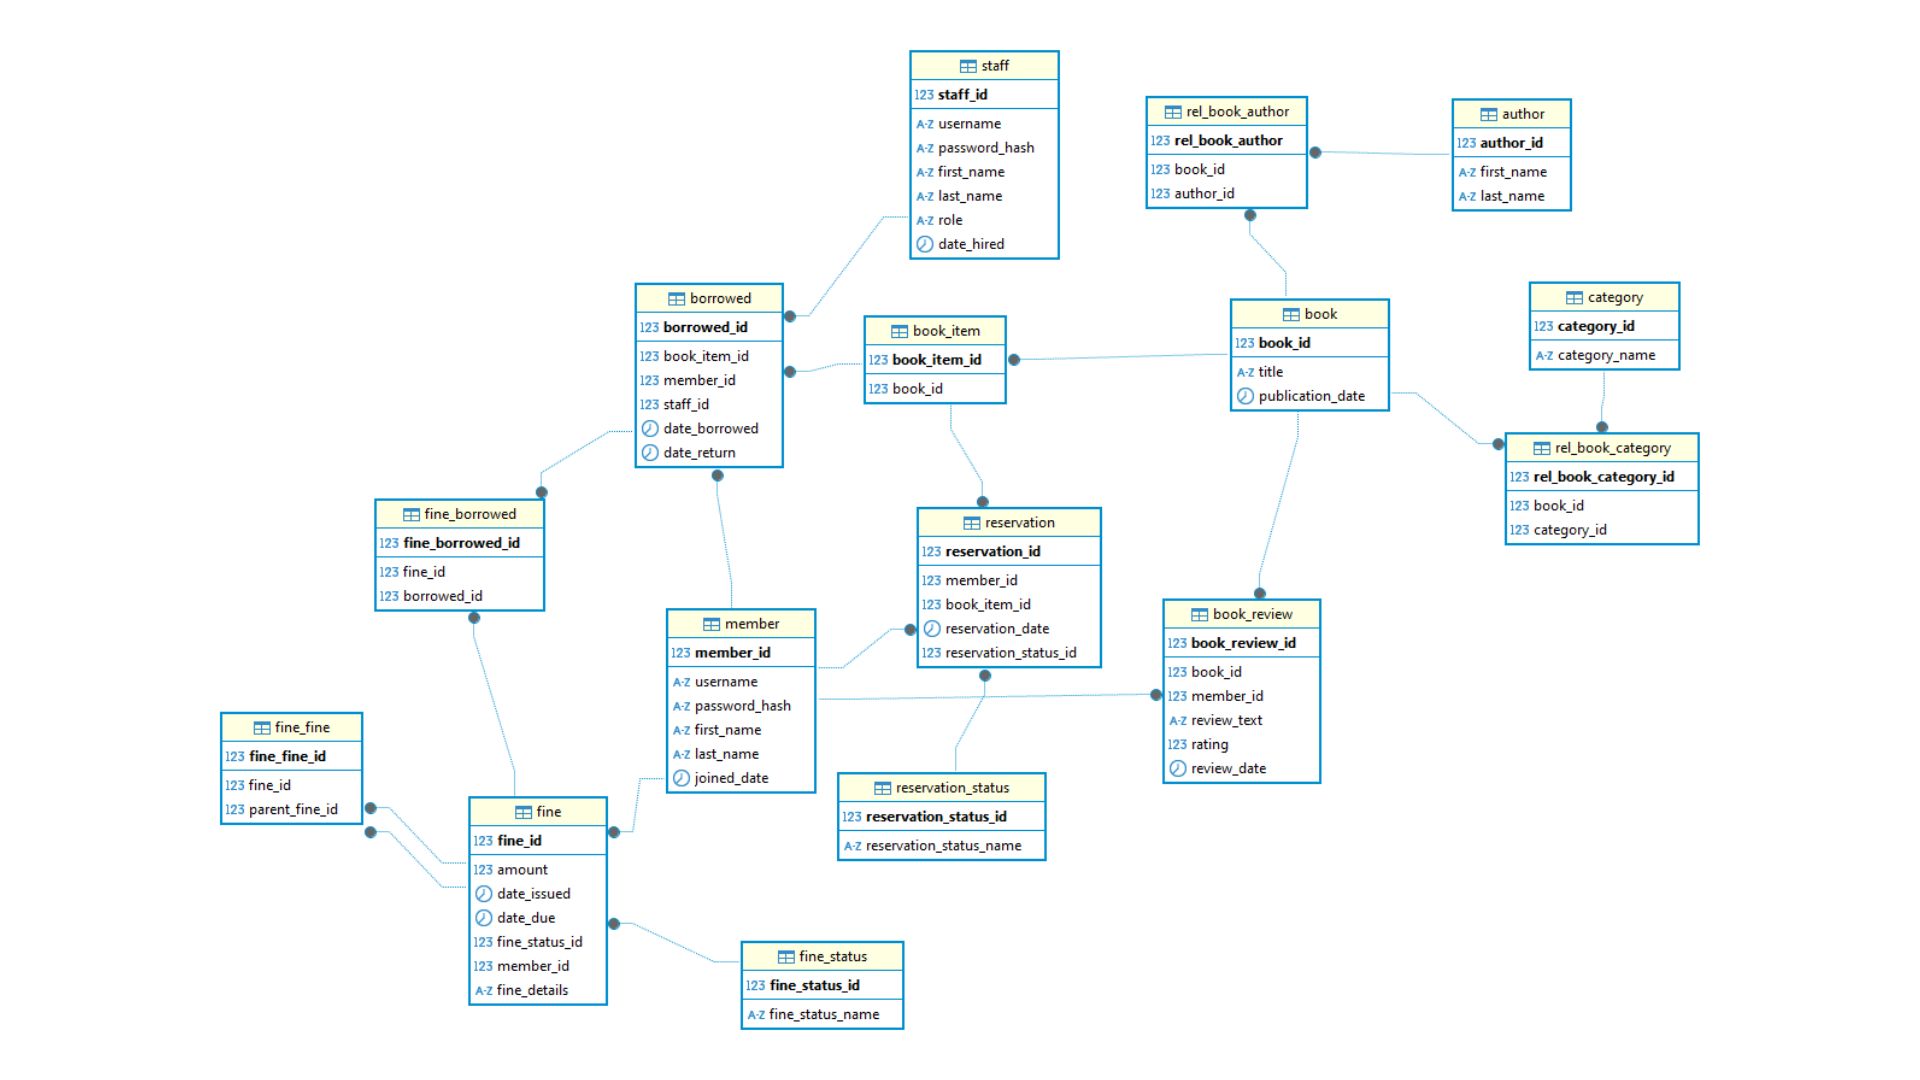 staff
123 staff_id
A-Z username
A-Z password_hash
A-Z first_name
A-Z last_name
A-Z role
date_hired
rel_book_author
123 rel_book_author
123 book_id
123 author_id
author
123 author_id
A-Z first_name
A-Z last_name
borrowed
123 borrowed_id
123 book_item_id
123 member_id
123 staff_id
date_borrowed
date_return
book_item
123 book_item_id
123 book_id
book
123 book_id
A-Z title
publication_date
category
123 category_id
A-Z category_name
rel_book_category
123 rel_book_category_id
123 book_id
123 category_id
fine_borrowed
123 fine_borrowed_id
123 fine_id
123 borrowed_id
reservation
123 reservation_id
123 member_id
123 book_item_id
reservation_date
123 reservation_status_id
member
123 member_id
A-Z username
A-Z password_hash
A-Z first_name
A-Z last_name
joined_date
book_review
123 book_review_id
123 book_id
123 member_id
A-Z review_text
123 rating
review_date
fine_fine
123 fine_fine_id
123 fine_id
123 parent_fine_id
fine
123 fine_id
123 amount
date_issued
date_due
123 fine_status_id
123 member_id
A-Z fine_details
reservation_status
123 reservation_status_id
A-Z reservation_status_name
fine_status
123 fine_status_id
A-Z fine_status_name